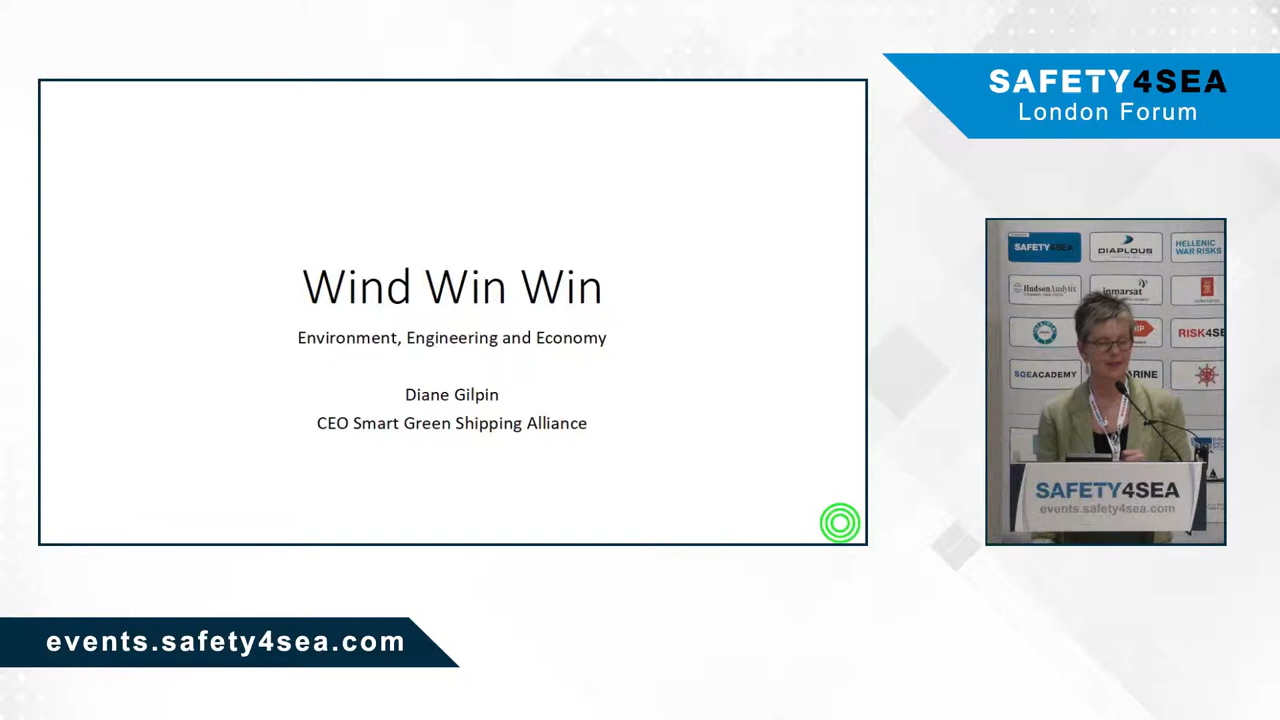 SAFETY4SEA
London Forum
Wind Win Win
Environment, Engineering and Economy
Diane Gilpin
CEO Smart Green Shipping Alliance
SAFETY4SEA
DIAPLOUS
HELLENIC
WAR RISKS
HudsonAnalytix
inmarsat
RISK4SE
SQEACADEMY
SAFETY4SEA
events.safety4sea.com
events.safety4sea.com